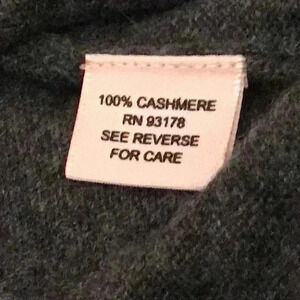 100% CASHMERE
RN 93178
SEE REVERSE
FOR CARE